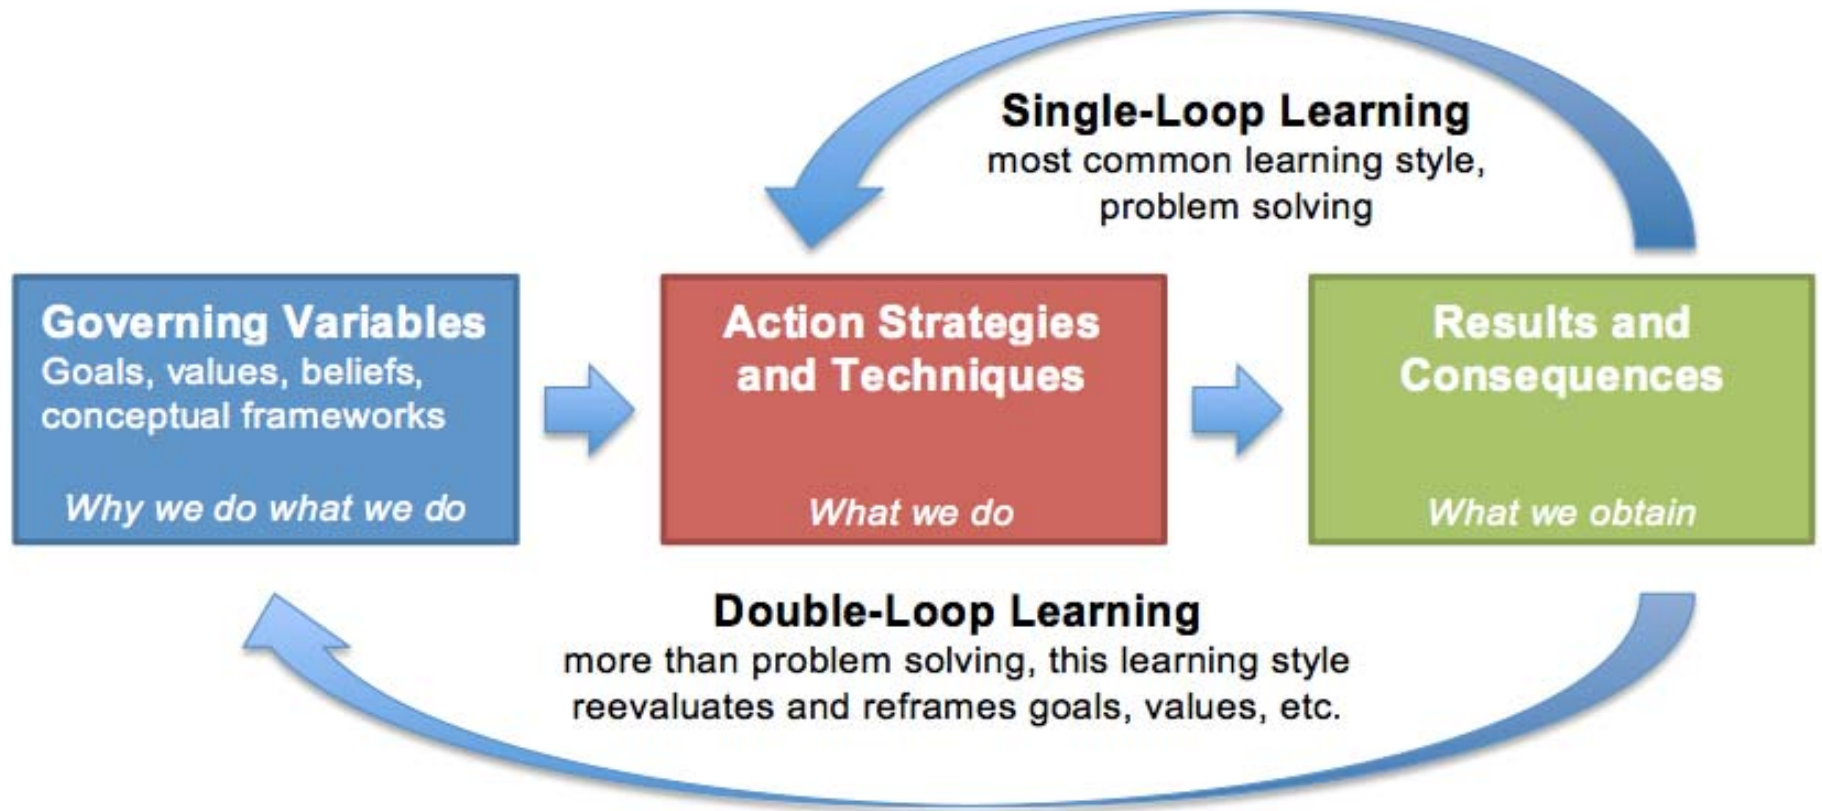 Single-Loop Learning
most common learning style,
problem solving
Governing Variables
Goals, values, beliefs,
conceptual frameworks
Why we do what we do
Action Strategies
and Techniques
What we do
Results and
Consequences
What we obtain
Double-Loop Learning
more than problem solving, this learning style
reevaluates and reframes goals, values, etc.